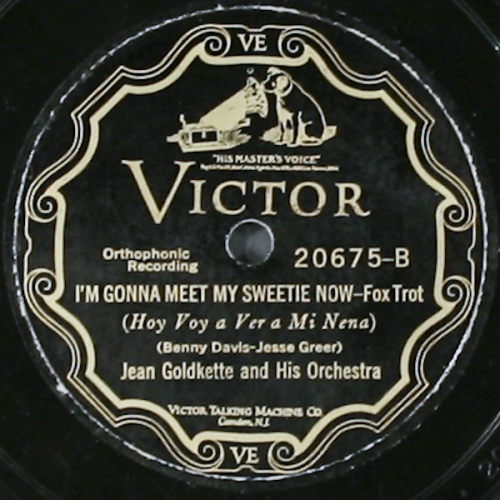 VE
"HIS MASTER'S VOICE"
VICTOR
Orthophonic
Recording
20675-B
I'M GONNA MEET MY SWEETIE NOW-Fox Trot
(Hoy Voy a Ver a Mi Nena)
(Benny Davis-Jesse Greer)
Jean Goldkette and His Orchestra
VICTOR TALKING MACHINE CO.
Camden, N.J.
VE